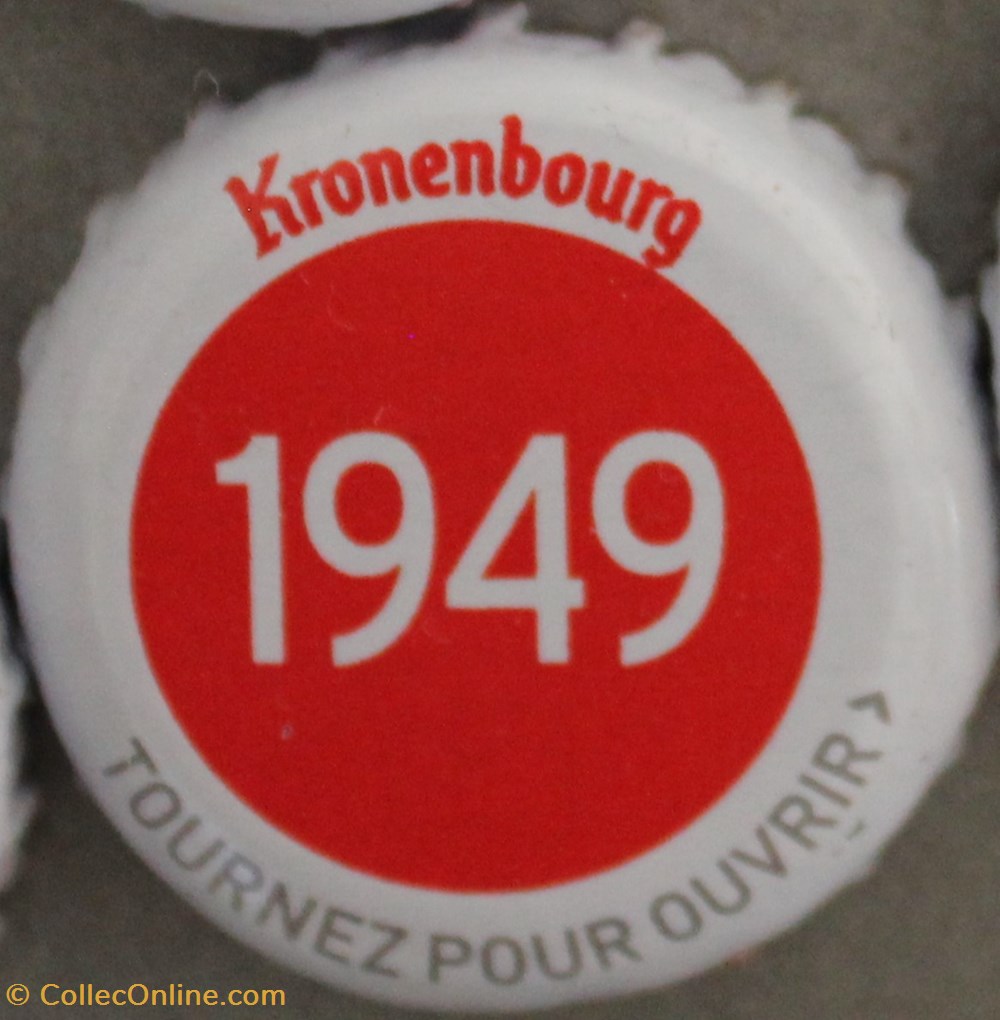 Kronenbourg
1949
TOURNEZ POUR OUVRIR >
© CollecOnline.com